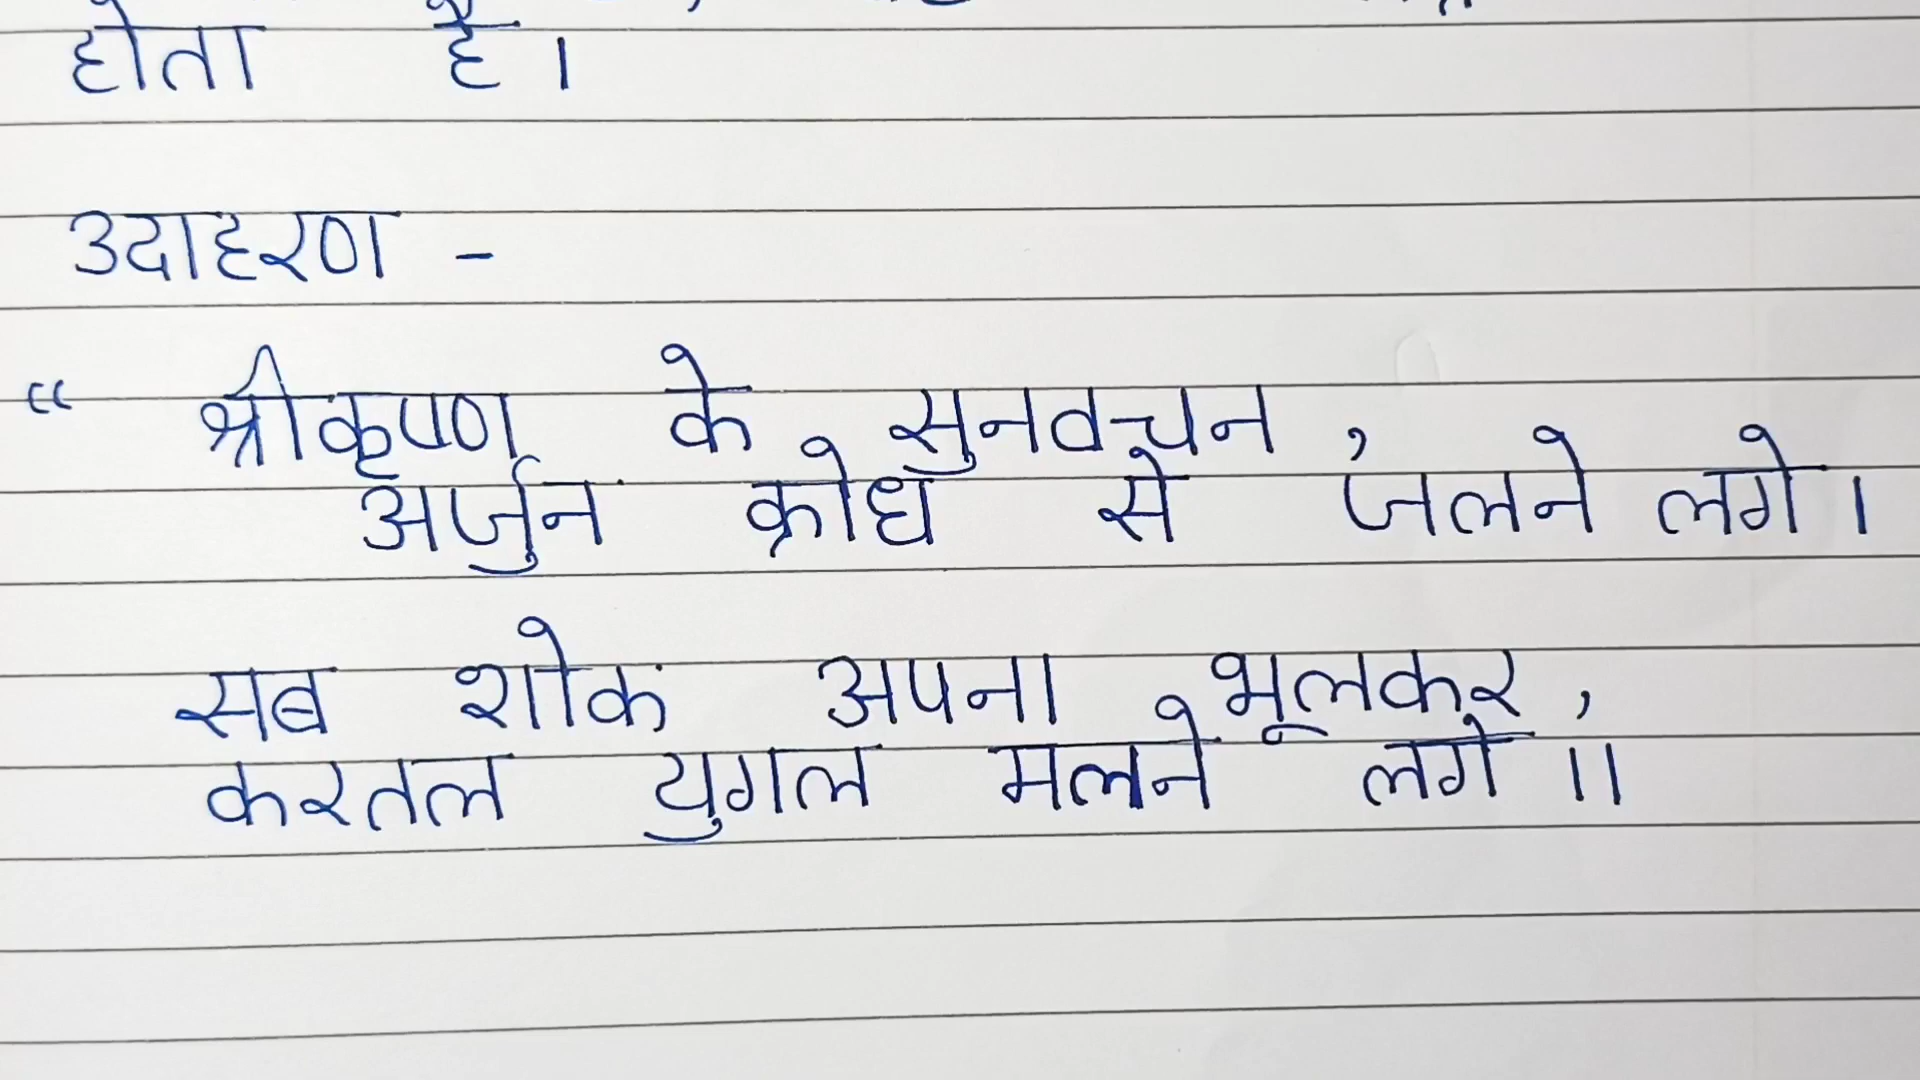 होता है।
उदाहरण -
“ श्रीकृष्ण के सुनवचन ,
अर्जुन क्रोध से जलने लगे।
सब शोक अपना भूलकर ,
करतल युगल मलने लगे ॥